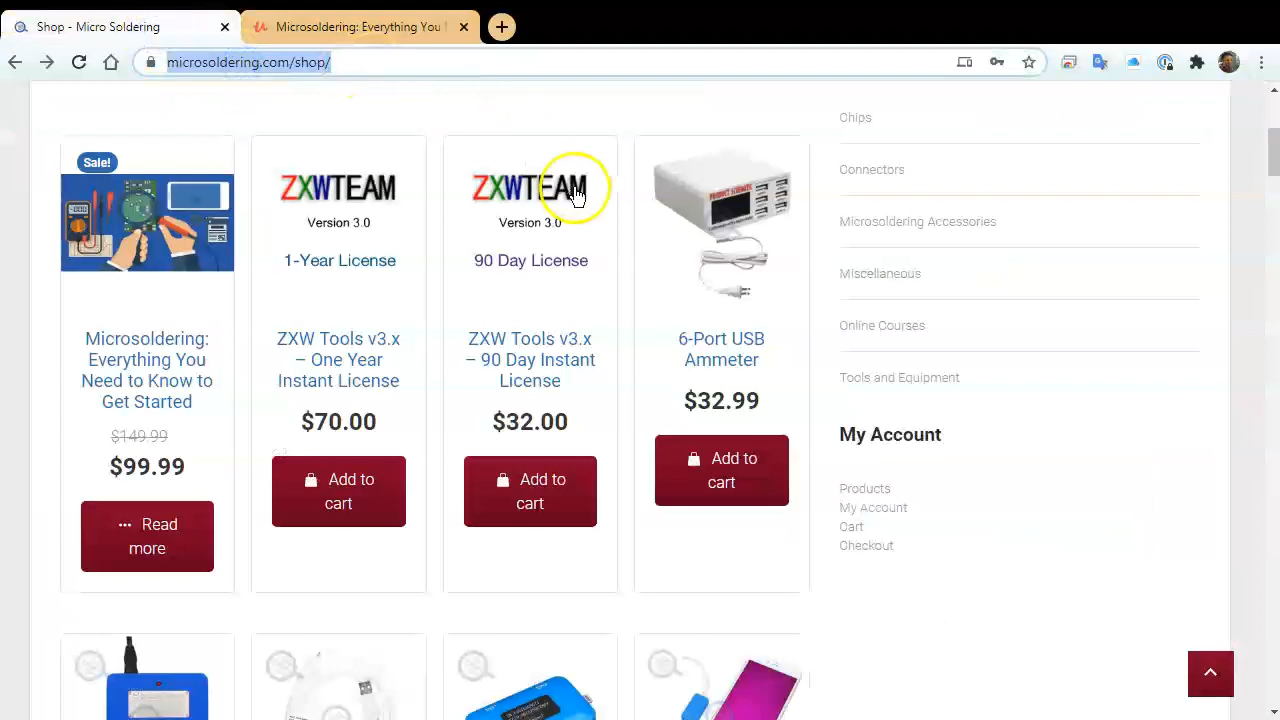 Shop - Micro Soldering
Microsoldering: Everything You
microsoldering.com/shop/
Sale!
ZXWTEAM
Version 3.0
1-Year License
ZXWTEAM
Version 3.0
90 Day License
Microsoldering:
Everything You
Need to Know to
Get Started
$149.99
$99.99
Read
more
ZXW Tools v3.x
– One Year
Instant License
$70.00
Add to
cart
ZXW Tools v3.x
– 90 Day Instant
License
$32.00
Add to
cart
6-Port USB
Ammeter
$32.99
Add to
cart
Chips
Connectors
Microsoldering Accessories
Miscellaneous
Online Courses
Tools and Equipment
My Account
Products
My Account
Cart
Checkout